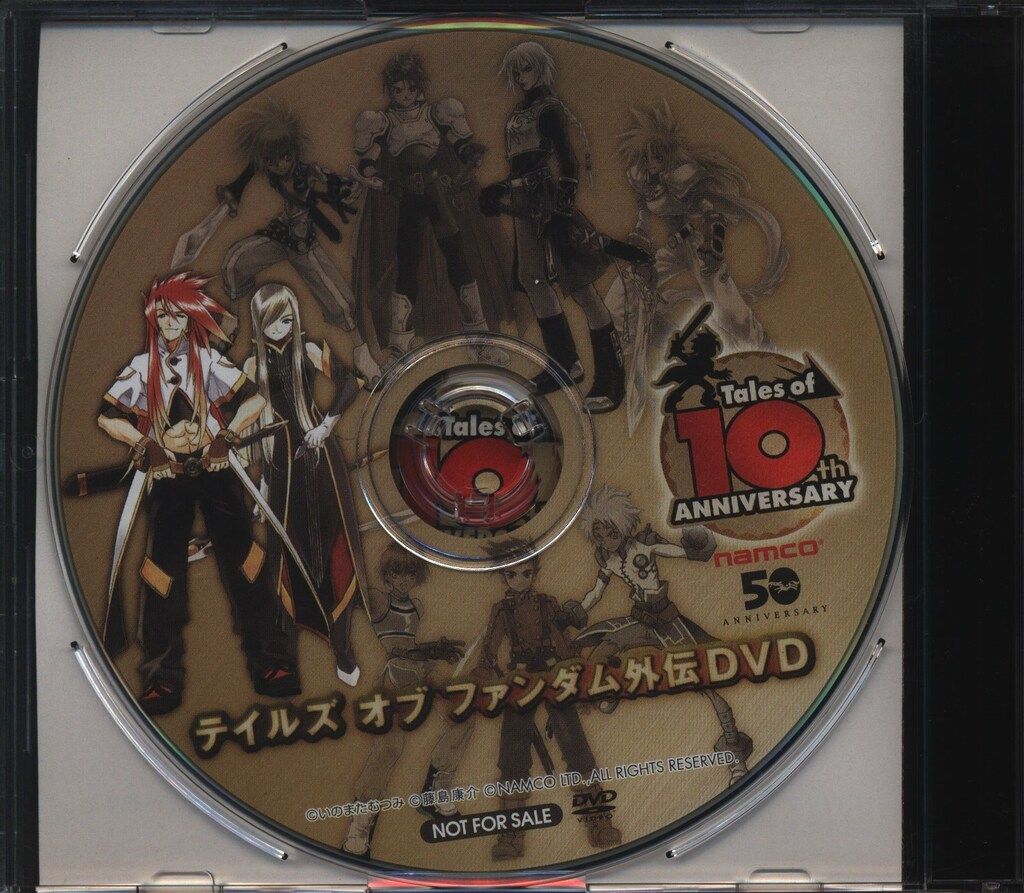 Tales of
10th
ANNIVERSARY
namco®
50
ANNIVERSARY
Tales o
10
テイルズ オブ ファンダム外伝DVD
©いのまたむつみ ©藤島康介 ©NAMCO LTD.,ALL RIGHTS RESERVED.
NOT FOR SALE
DVD
VIDEO